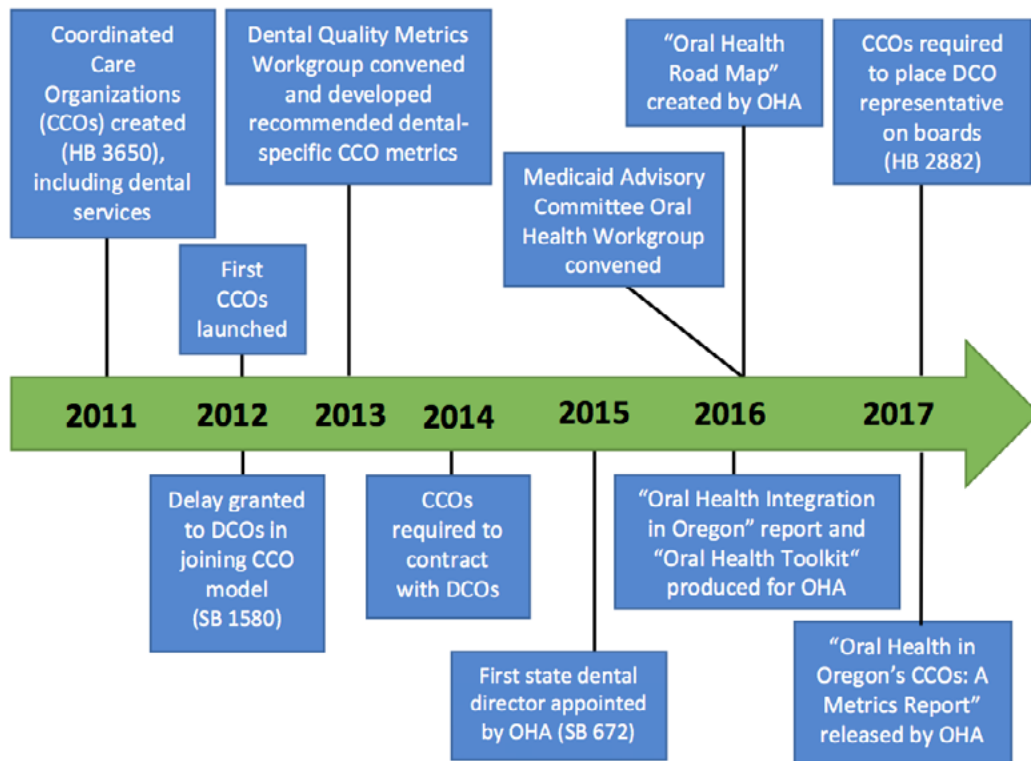 Coordinated
Care
Organizations
(CCOs) created
(HB 3650),
including dental
services
Dental Quality Metrics
Workgroup convened
and developed
recommended dental-
specific CCO metrics
"Oral Health
Road Map"
created by OHA
CCOs required
to place DCO
representative
on boards
(HB 2882)
Medicaid Advisory
Committee Oral
Health Workgroup
convened
First
CCOs
launched
2011
2012
2013
2014
2015
2016
2017
Delay granted
to DCOs in
joining CCO
model
(SB 1580)
CCOs
required to
contract
with DCOs
"Oral Health Integration
in Oregon" report and
"Oral Health Toolkit"
produced for OHA
First state dental
director appointed
by OHA (SB 672)
"Oral Health in
Oregon's CCOs: A
Metrics Report"
released by OHA